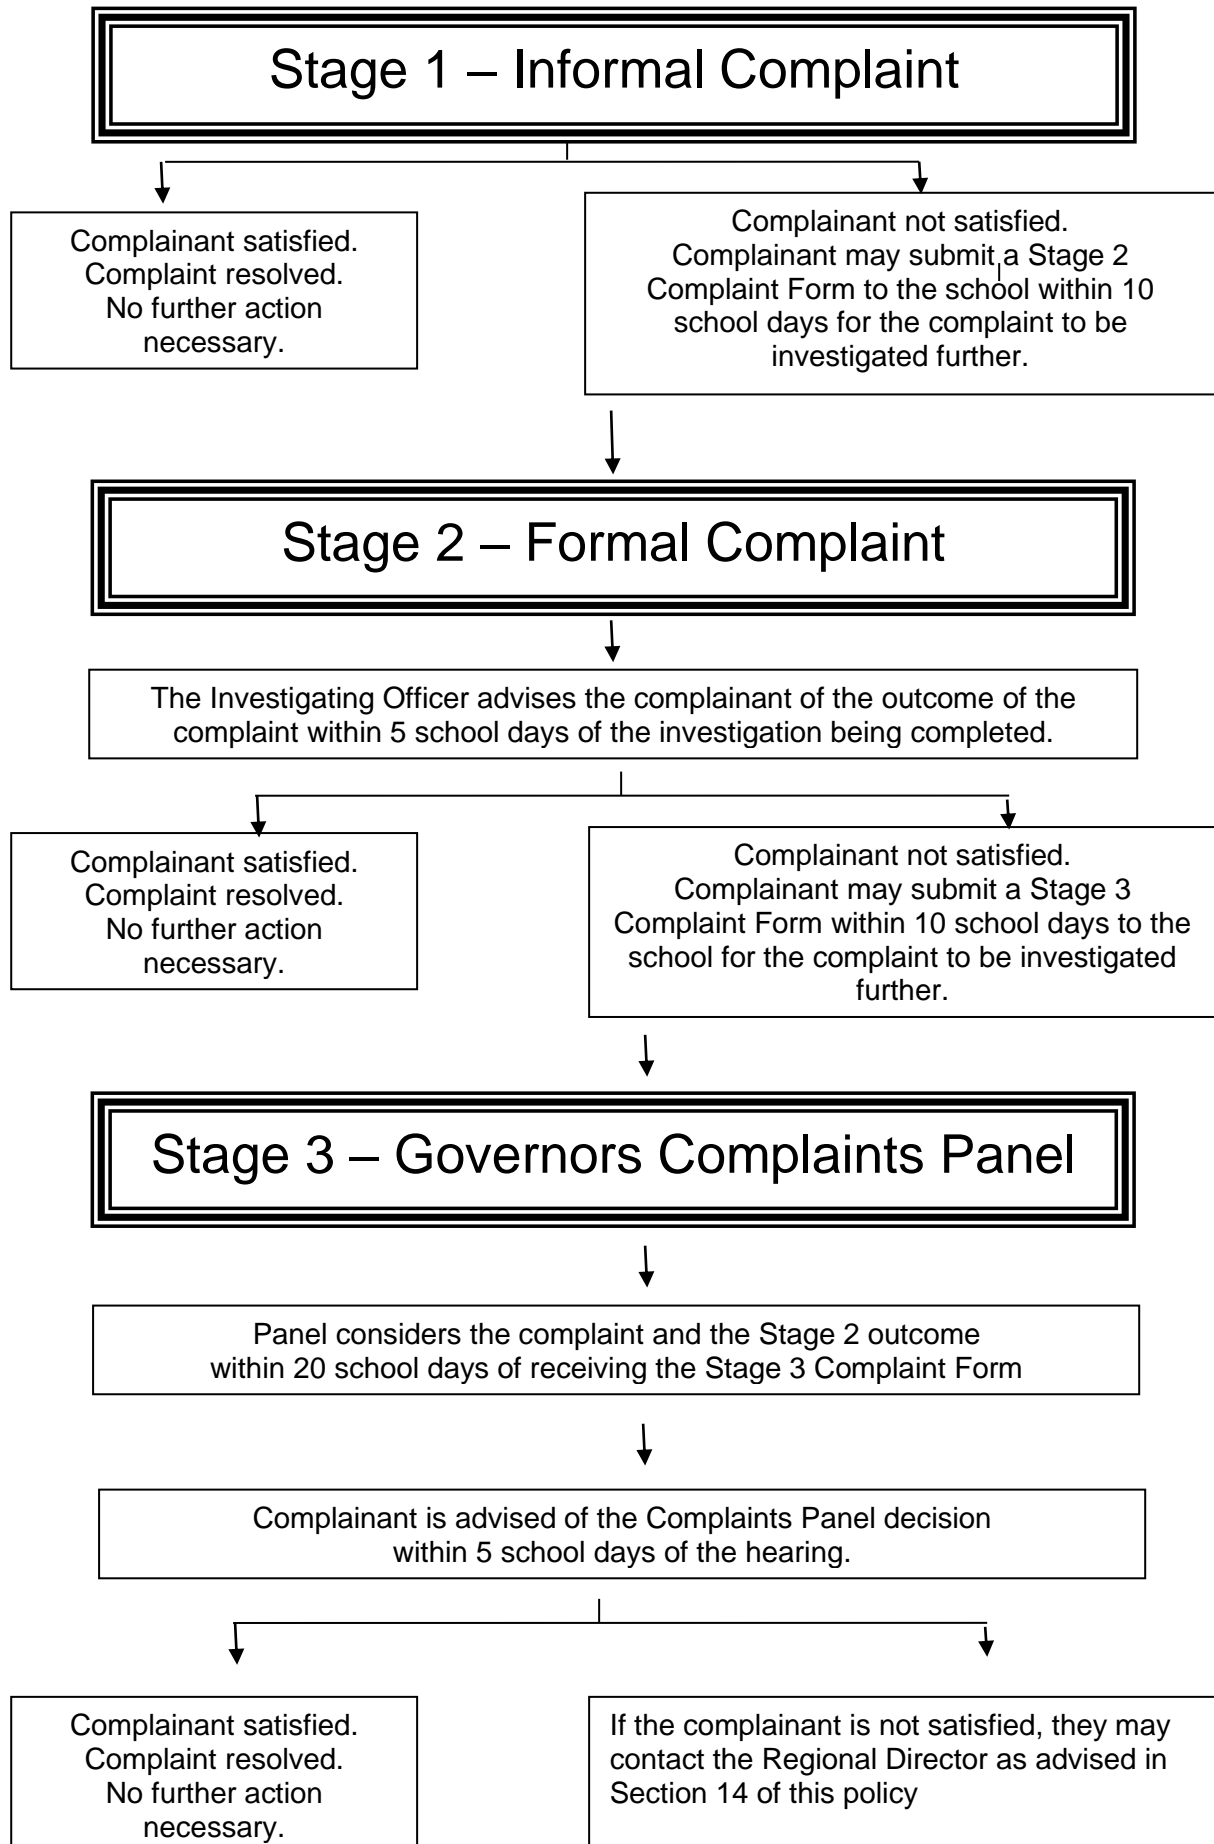 Stage 1 – Informal Complaint
Complainant satisfied.
Complaint resolved.
No further action
necessary.
Complainant not satisfied.
Complainant may submit a Stage 2
Complaint Form to the school within 10
school days for the complaint to be
investigated further.
Stage 2 – Formal Complaint
The Investigating Officer advises the complainant of the outcome of the
complaint within 5 school days of the investigation being completed.
Complainant satisfied.
Complaint resolved.
No further action
necessary.
Complainant not satisfied.
Complainant may submit a Stage 3
Complaint Form within 10 school days to the
school for the complaint to be investigated
further.
Stage 3 – Governors Complaints Panel
Panel considers the complaint and the Stage 2 outcome
within 20 school days of receiving the Stage 3 Complaint Form
Complainant is advised of the Complaints Panel decision
within 5 school days of the hearing.
Complainant satisfied.
Complaint resolved.
No further action
necessary.
If the complainant is not satisfied, they may
contact the Regional Director as advised in
Section 14 of this policy